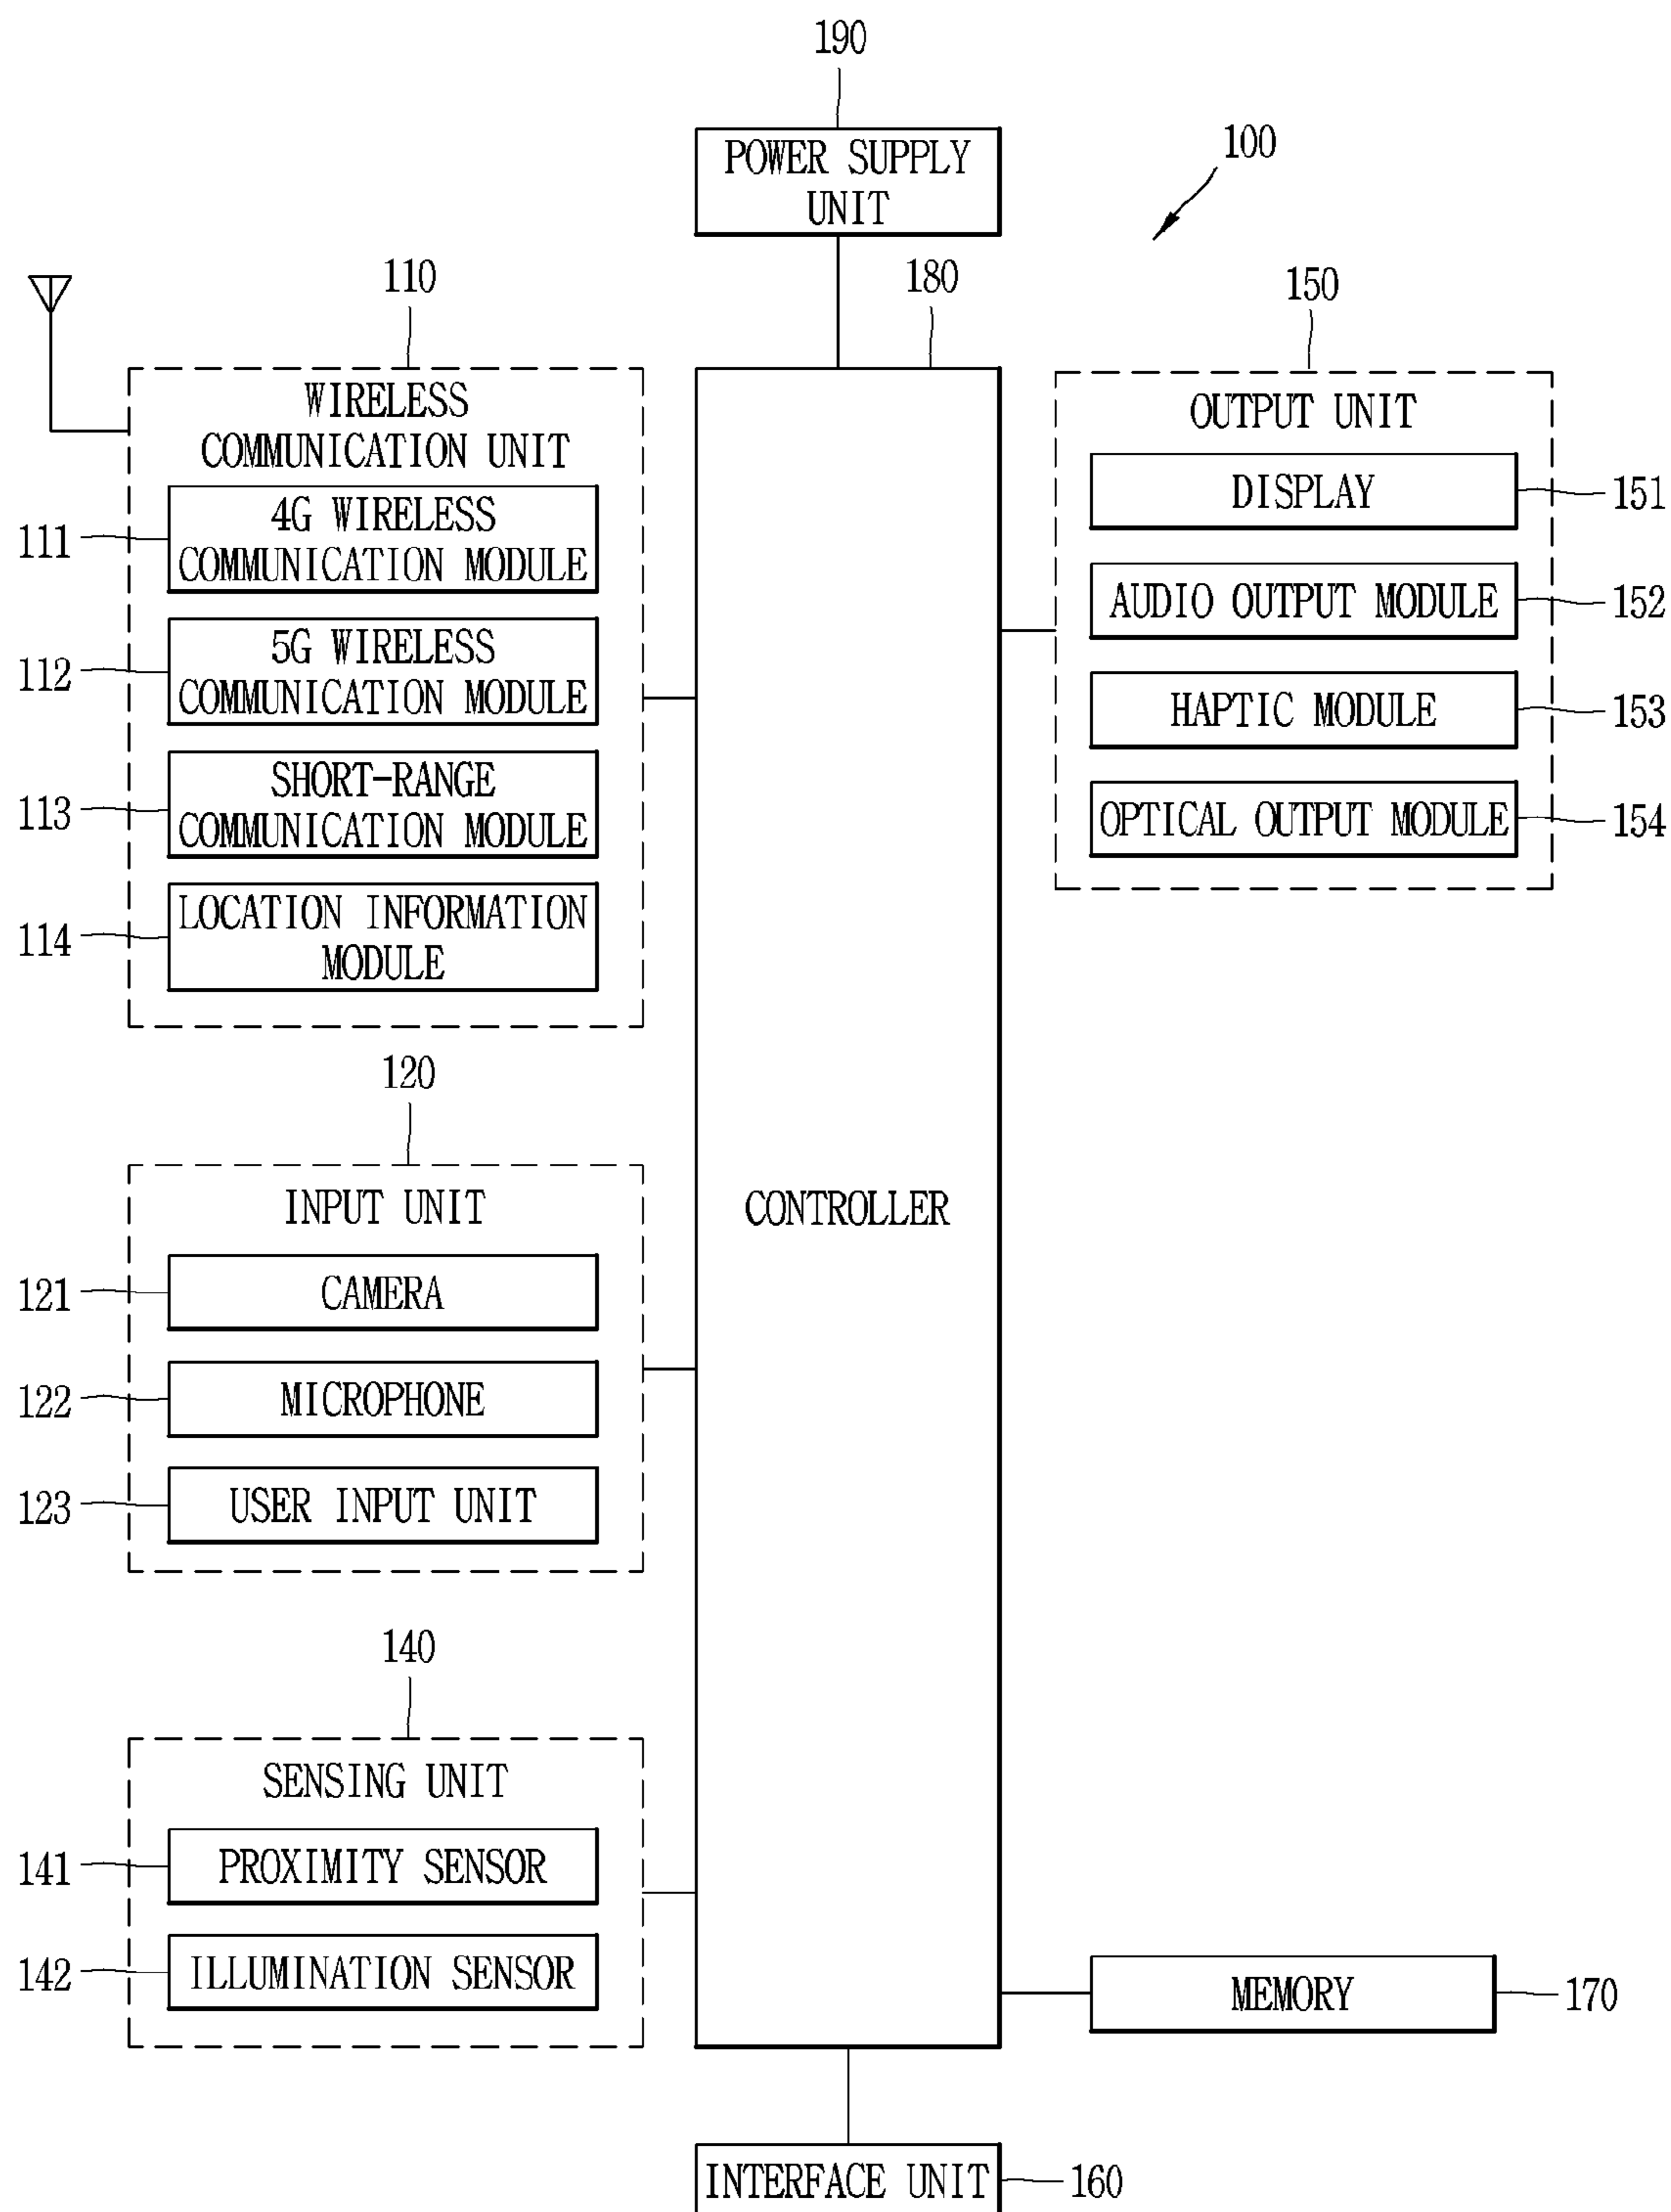 190
POWER SUPPLY
UNIT
100
110
180
150
WIRELESS
COMMUNICATION UNIT
111
4G WIRELESS
COMMUNICATION MODULE
112
5G WIRELESS
COMMUNICATION MODULE
113
SHORT-RANGE
COMMUNICATION MODULE
114
LOCATION INFORMATION
MODULE
120
INPUT UNIT
121
CAMERA
122
MICROPHONE
123
USER INPUT UNIT
140
SENSING UNIT
141
PROXIMITY SENSOR
142
ILLUMINATION SENSOR
CONTROLLER
OUTPUT UNIT
DISPLAY
151
AUDIO OUTPUT MODULE
152
HAPTIC MODULE
153
OPTICAL OUTPUT MODULE
154
MEMORY
170
INTERFACE UNIT
160